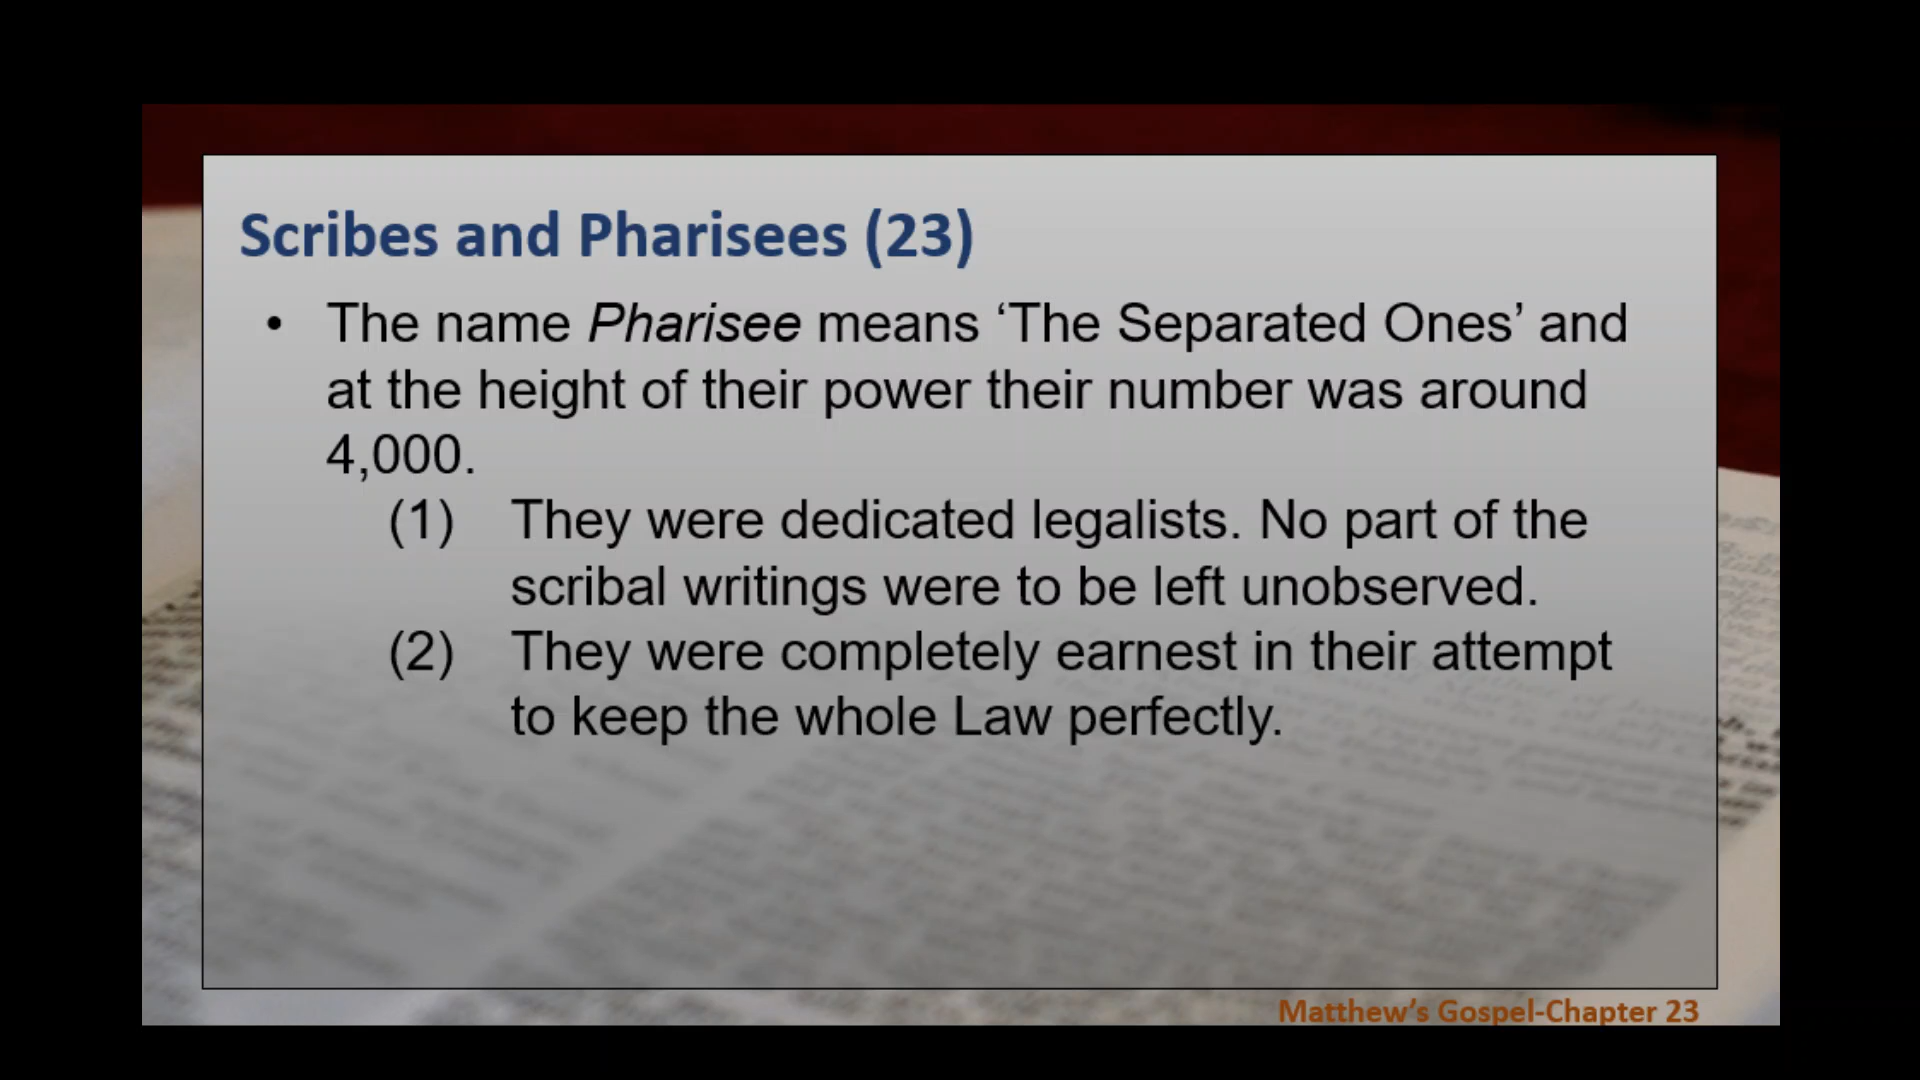 Scribes and Pharisees (23)
• The name Pharisee means ‘The Separated Ones’ and
at the height of their power their number was around
4,000.
(1) They were dedicated legalists. No part of the
scribal writings were to be left unobserved.
(2) They were completely earnest in their attempt
to keep the whole Law perfectly.
Matthew’s Gospel-Chapter 23